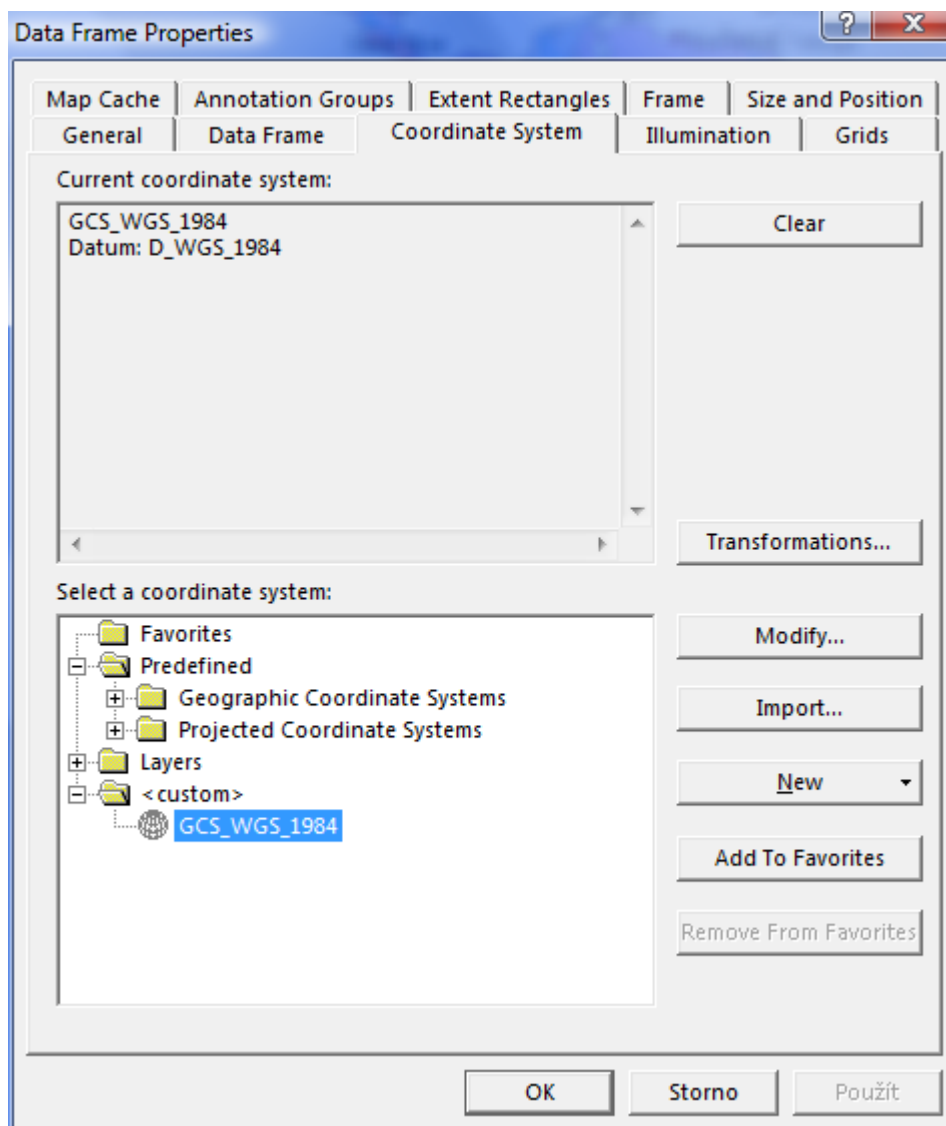 Data Frame Properties
Map Cache Annotation Groups Extent Rectangles Frame Size and Position
General Data Frame Coordinate System Illumination Grids
Current coordinate system:
GCS_WGS_1984
Datum: D_WGS_1984
Clear
Transformations...
Select a coordinate system:
Favorites
Predefined
Geographic Coordinate Systems
Projected Coordinate Systems
Layers
<custom>
GCS_WGS_1984
Modify...
Import...
New
Add To Favorites
Remove From Favorites
OK Storno Použít